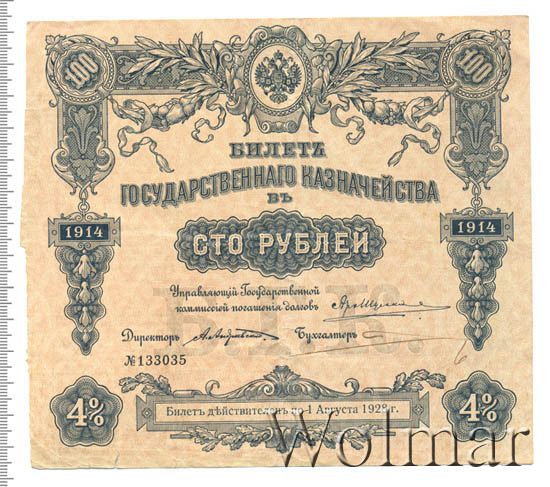 100 100
БИЛЕТЪ
ГОСУДАРСТВЕННАГО КАЗНАЧЕЙСТВА
ВЪ
1914 СТО РУБЛЕЙ 1914
Управляющій Государственной
коммиссіей погашенія долговъ
Директоръ Бухгалтеръ
№133035
4% 4%
Билетъ дѣйствителенъ по 1 Августа 1928 г.
Wolmar